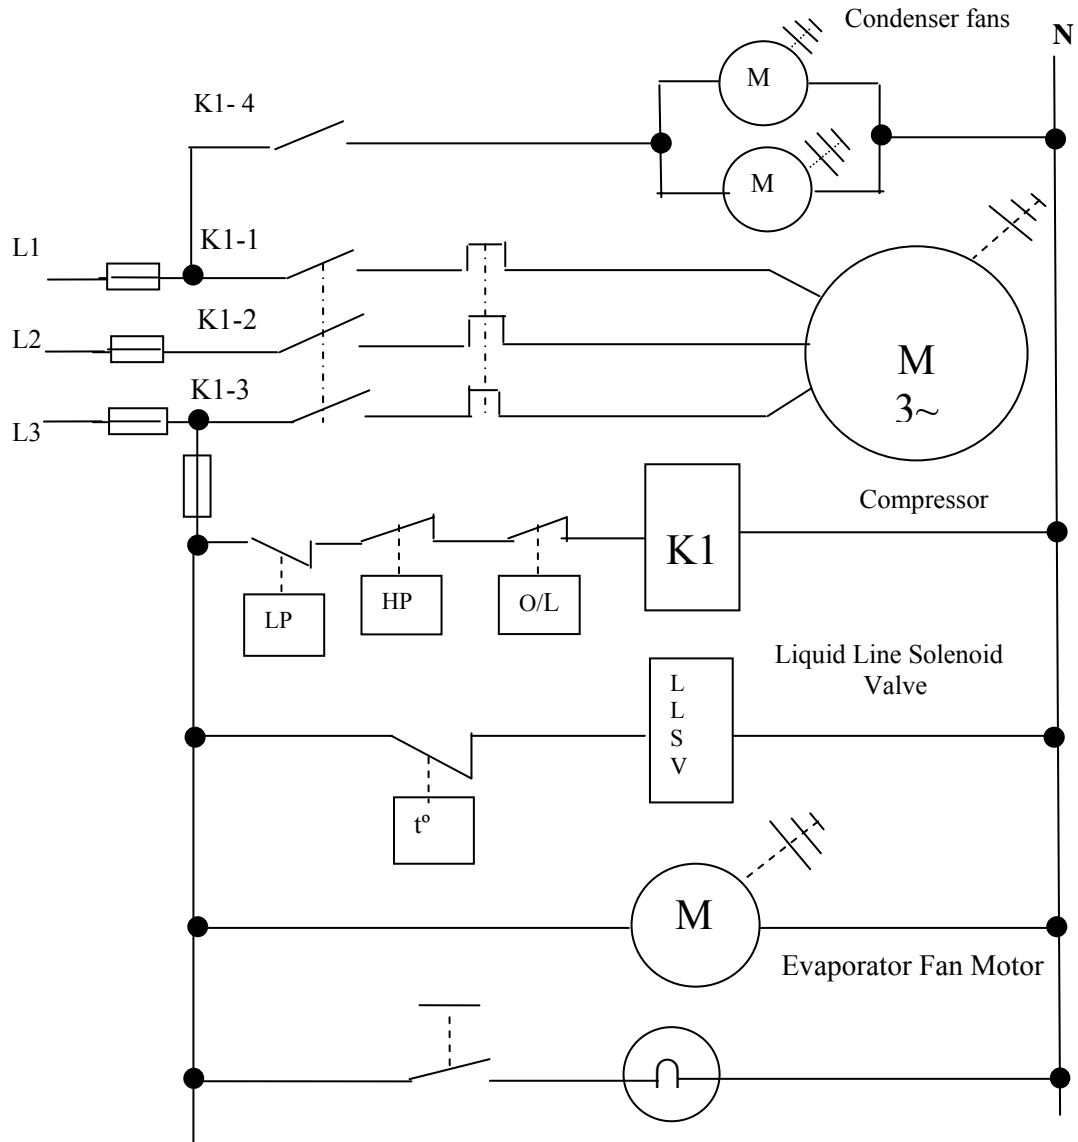 Condenser fans
N
M
K1- 4
M
K1-1
L1
K1-2
L2
M
3~
K1-3
L3
Compressor
K1
LP
HP
O/L
Liquid Line Solenoid
Valve
L
L
S
V
tº
M
Evaporator Fan Motor